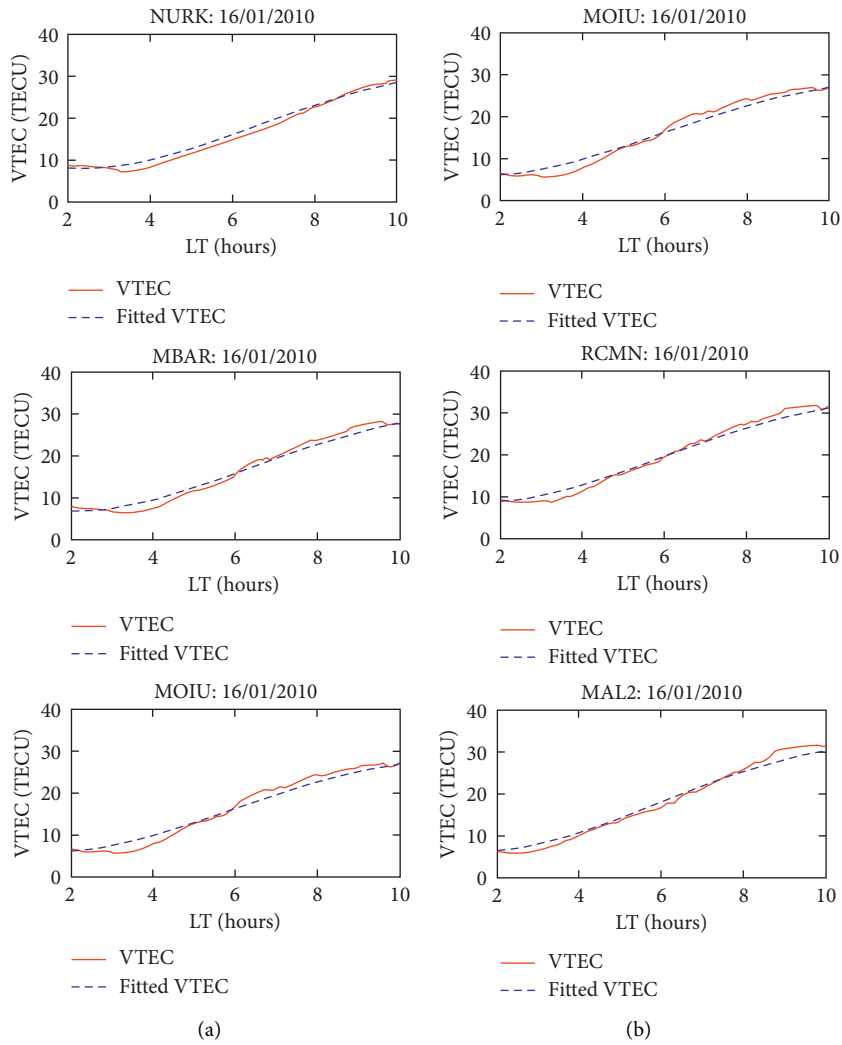 NURK: 16/01/2010
40
30
20
10
0
VTEC (TECU)
2 4 6 8 10
LT (hours)
VTEC
Fitted VTEC
MBAR: 16/01/2010
40
30
20
10
0
VTEC (TECU)
2 4 6 8 10
LT (hours)
VTEC
Fitted VTEC
MOIU: 16/01/2010
40
30
20
10
0
VTEC (TECU)
2 4 6 8 10
LT (hours)
VTEC
Fitted VTEC
(a)
MOIU: 16/01/2010
40
30
20
10
0
VTEC (TECU)
2 4 6 8 10
LT (hours)
VTEC
Fitted VTEC
RCMN: 16/01/2010
40
30
20
10
0
VTEC (TECU)
2 4 6 8 10
LT (hours)
VTEC
Fitted VTEC
MAL2: 16/01/2010
40
30
20
10
0
VTEC (TECU)
2 4 6 8 10
LT (hours)
VTEC
Fitted VTEC
(b)